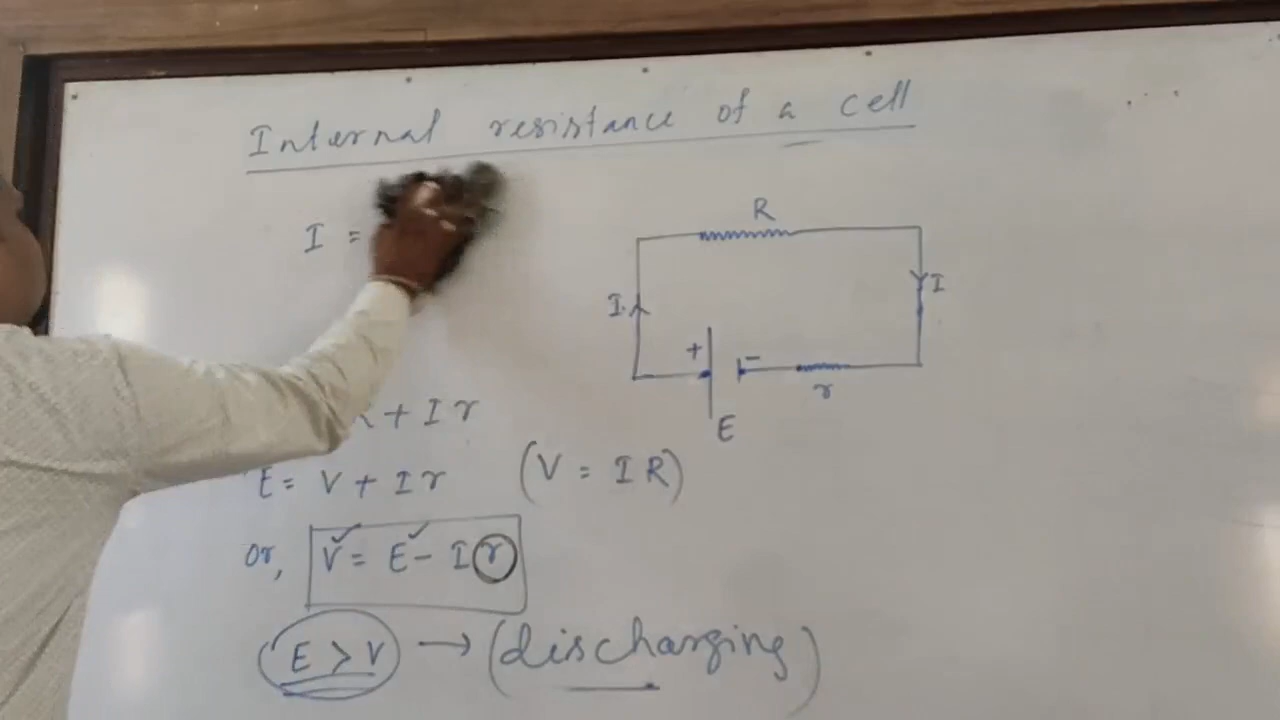 Internal resistance of a cell
I =
R
I
I
+ -
r
E
R + I r
E = V + I r (V = I R)
or, V = E - I r
E > V → (discharging)